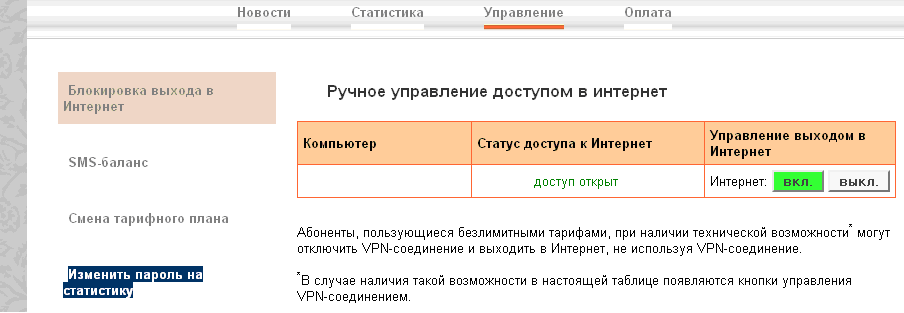 Новости Статистика Управление Оплата
Блокировка выхода в
Интернет
SMS-баланс
Смена тарифного плана
Изменить пароль на
статистику
Ручное управление доступом в интернет
Компьютер Статус доступа к Интернет Управление выходом в
Интернет
доступ открыт Интернет: вкл. выкл.
Абоненты, пользующиеся безлимитными тарифами, при наличии технической возможности* могут
отключить VPN-соединение и выходить в Интернет, не используя VPN-соединение.
*В случае наличия такой возможности в настоящей таблице появляются кнопки управления
VPN-соединением.